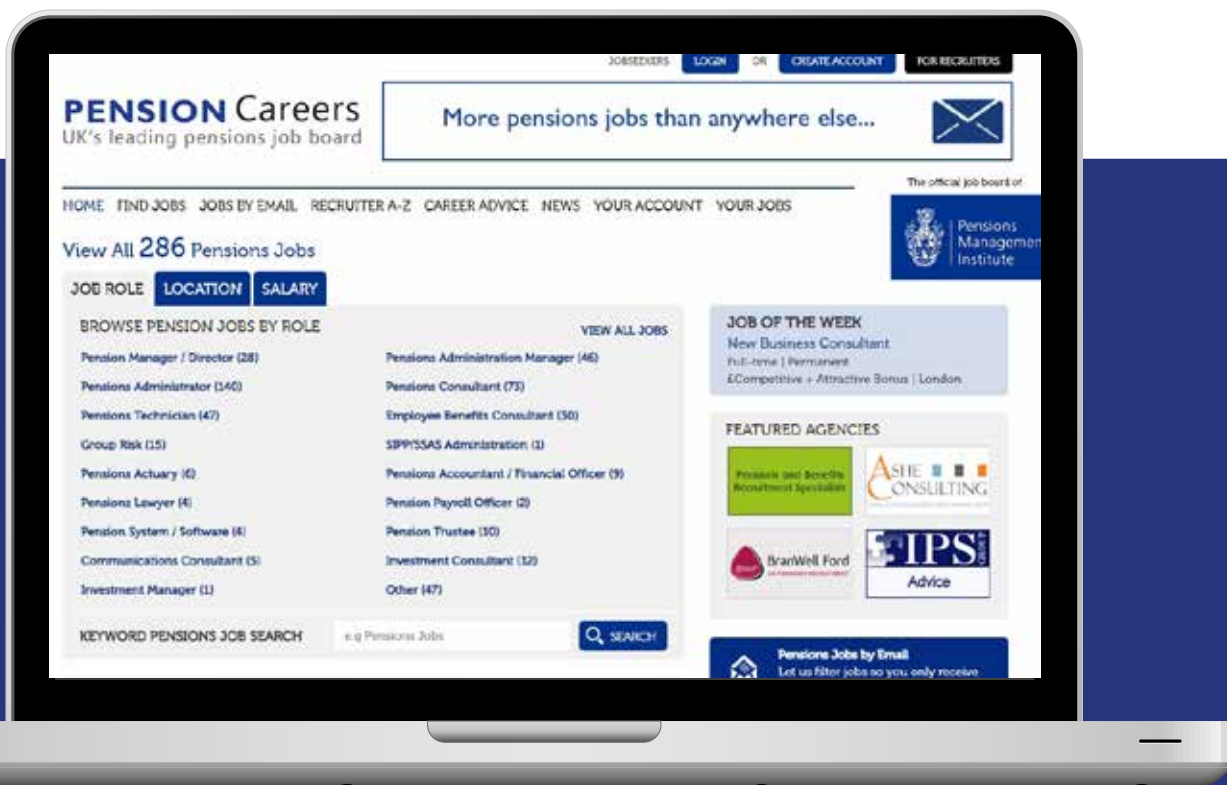 JOBSEEKERS LOGIN OR CREATE ACCOUNT FOR RECRUITERS
PENSION Careers
UK's leading pensions job board
More pensions jobs than anywhere else...
The official job board of
HOME FIND JOBS JOBS BY EMAIL RECRUITER A-Z CAREER ADVICE NEWS YOUR ACCOUNT YOUR JOBS
Pensions
Managemen
Institute
View All 286 Pensions Jobs
JOB ROLE LOCATION SALARY
BROWSE PENSION JOBS BY ROLE VIEW ALL JOBS
Pension Manager / Director (28) Pensions Administration Manager (46)
Pensions Administrator (140) Pensions Consultant (73)
Pensions Technician (47) Employee Benefits Consultant (30)
Group Risk (15) SIPP/SSAS Administration (1)
Pensions Actuary (6) Pensions Accountant / Financial Officer (9)
Pensions Lawyer (4) Pension Payroll Officer (2)
Pension System / Software (4) Pension Trustee (10)
Communications Consultant (5) Investment Consultant (12)
Investment Manager (1) Other (47)
KEYWORD PENSIONS JOB SEARCH e.g Pensions Jobs SEARCH
JOB OF THE WEEK
New Business Consultant
Full-time | Permanent
£Competitive + Attractive Bonus | London
FEATURED AGENCIES
Pensions and Benefits
Recruitment Specialists
ASHE
CONSULTING
BranWell Ford
IPS GROUP
Advice
Pensions Jobs by Email
Let us filter jobs so you only receive